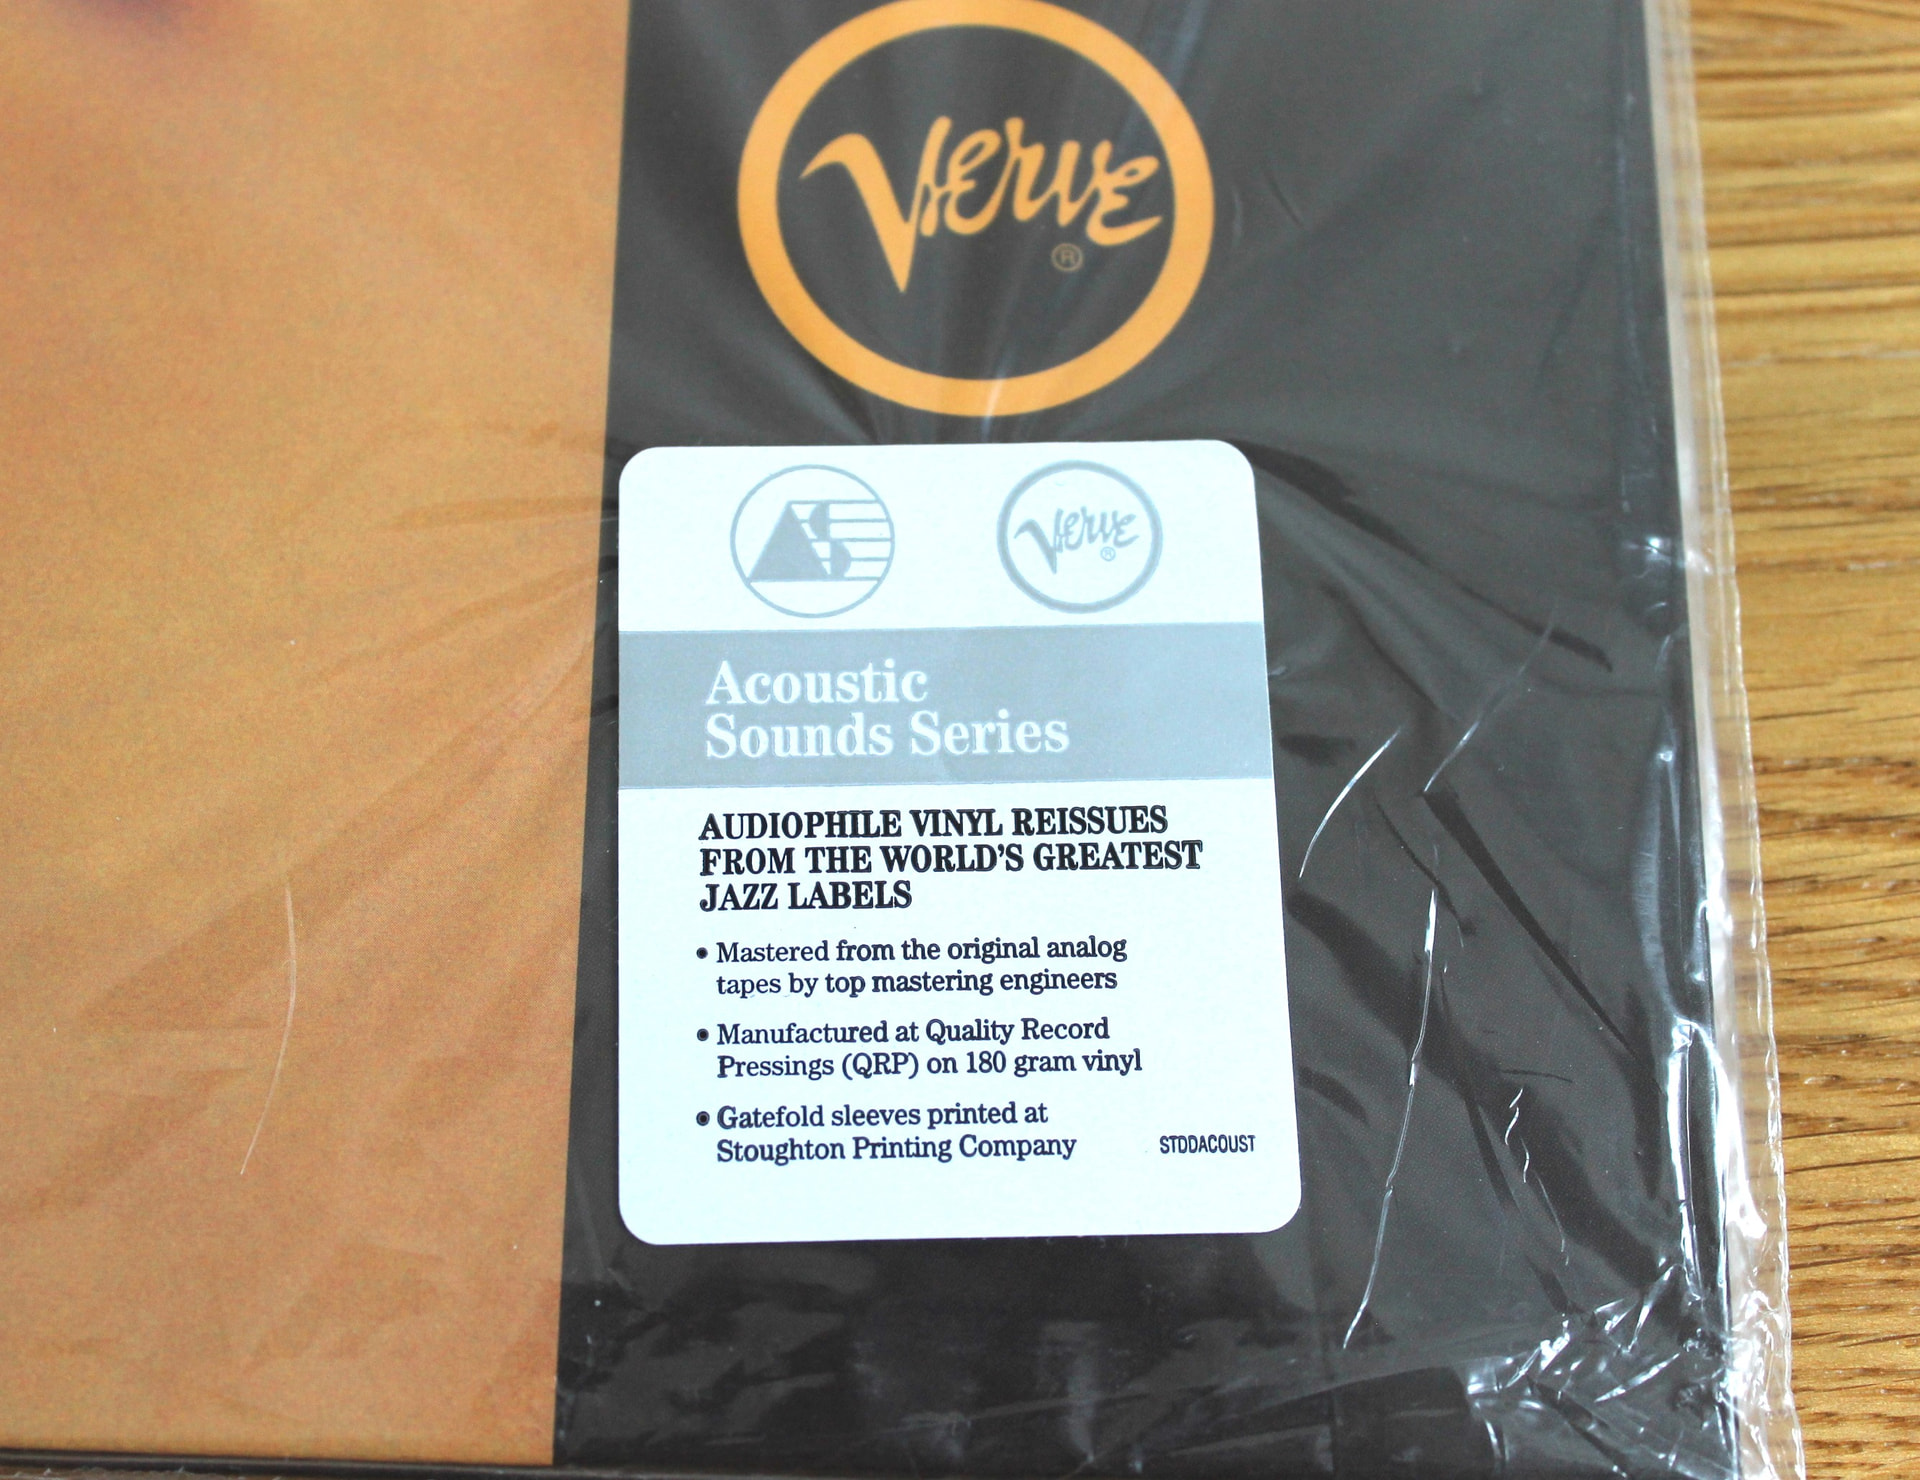 Verve
®
AS
Verve
®
Acoustic
Sounds Series
AUDIOPHILE VINYL REISSUES
FROM THE WORLD'S GREATEST
JAZZ LABELS
• Mastered from the original analog
tapes by top mastering engineers
• Manufactured at Quality Record
Pressings (QRP) on 180 gram vinyl
• Gatefold sleeves printed at
Stoughton Printing Company
STDDACOUST